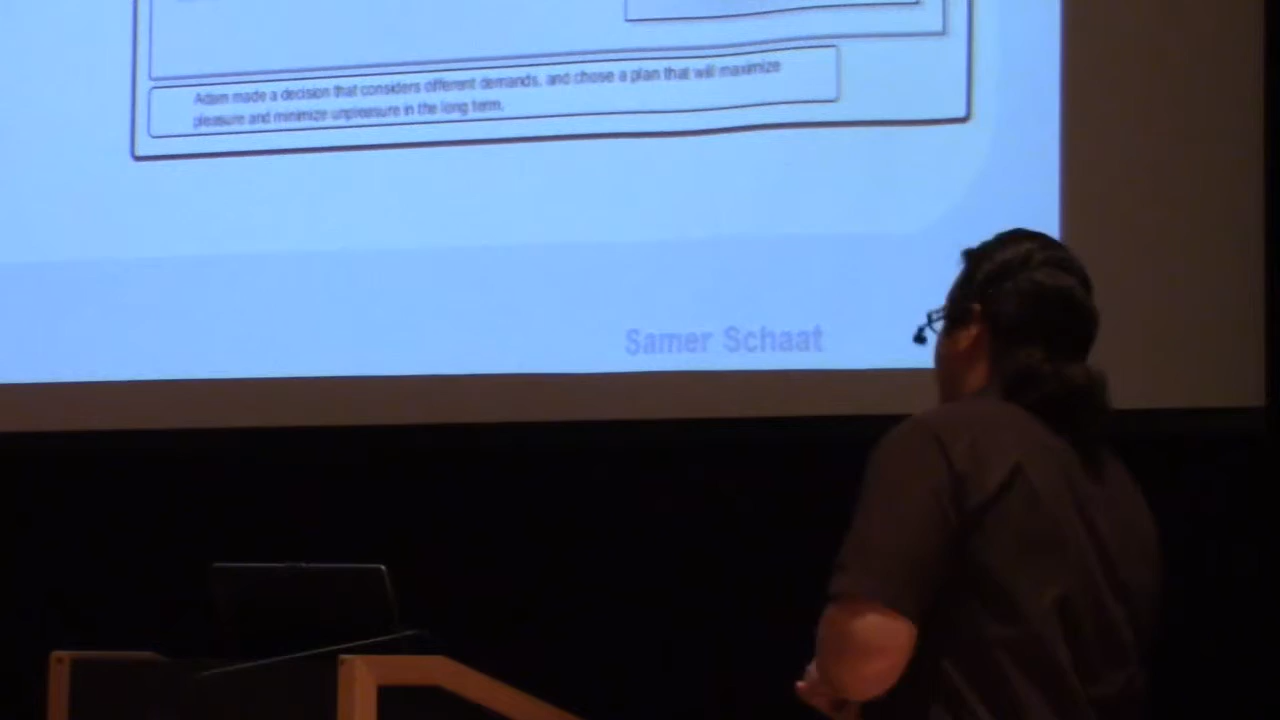 Adam made a decision that considers different demands, and chose a plan that will maximize
pleasure and minimize unpleasure in the long term.
Samer Schaat